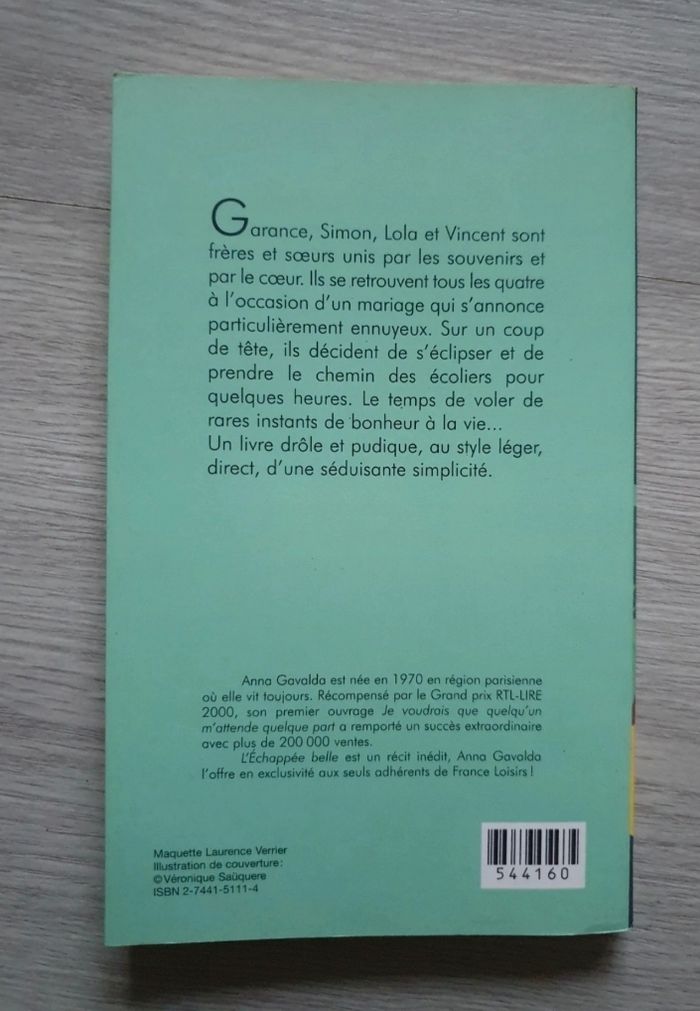 Garance, Simon, Lola et Vincent sont
frères et sœurs unis par les souvenirs et
par le cœur. Ils se retrouvent tous les quatre
à l'occasion d'un mariage qui s'annonce
particulièrement ennuyeux. Sur un coup
de tête, ils décident de s'éclipser et de
prendre le chemin des écoliers pour
quelques heures. Le temps de voler de
rares instants de bonheur à la vie...
Un livre drôle et pudique, au style léger,
direct, d'une séduisante simplicité.
Anna Gavalda est née en 1970 en région parisienne
où elle vit toujours. Récompensé par le Grand prix RTL-LIRE
2000, son premier ouvrage Je voudrais que quelqu'un
m'attende quelque part a remporté un succès extraordinaire
avec plus de 200 000 ventes.
L'Échappée belle est un récit inédit, Anna Gavalda
l'offre en exclusivité aux seuls adhérents de France Loisirs !
Maquette Laurence Verrier
Illustration de couverture :
© Véronique Saüquere
ISBN 2-7441-5111-4
544160